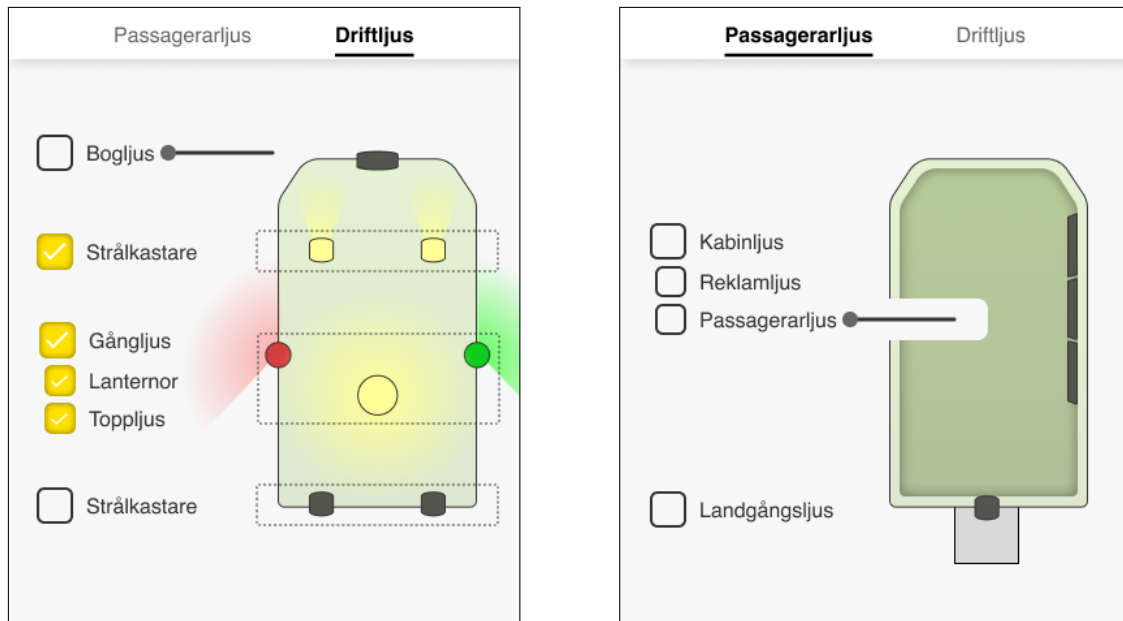 Passagerarljus
Driftljus
Bogljus
Strålkastare
Gångljus
Lanternor
Toppljus
Strålkastare
Passagerarljus
Driftljus
Kabinljus
Reklamljus
Passagerarljus
Landgångsljus